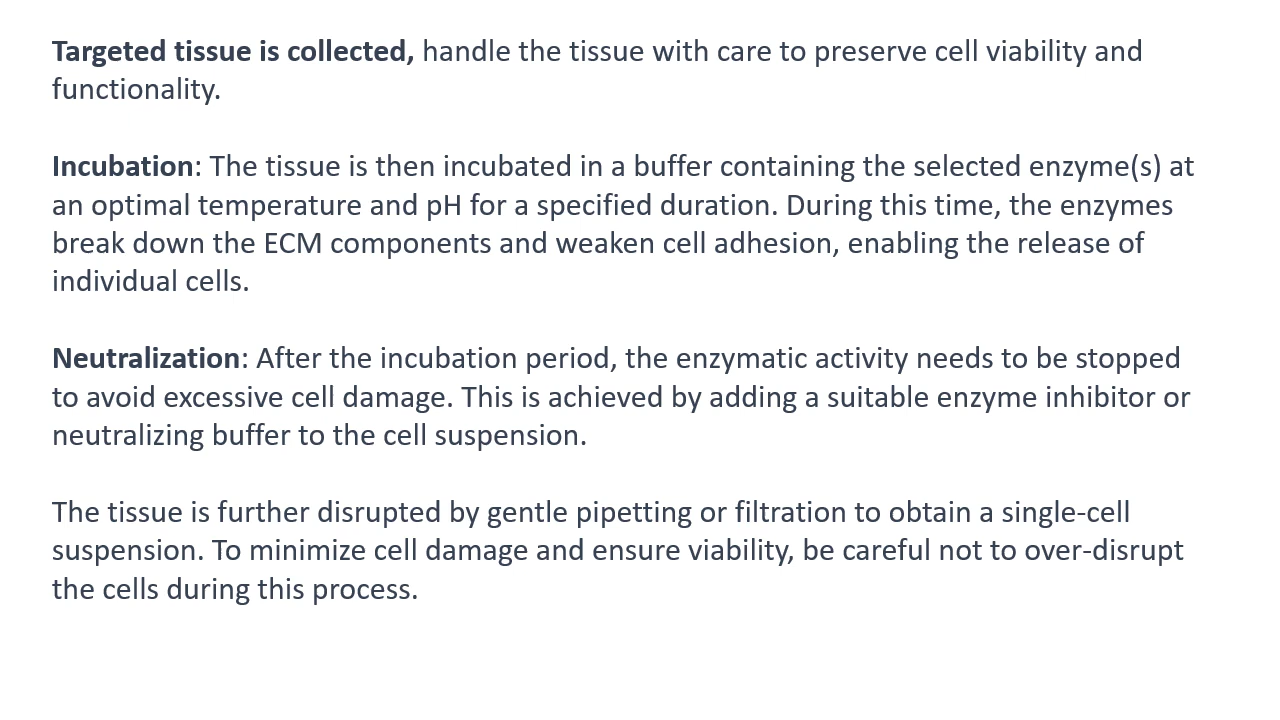 Targeted tissue is collected, handle the tissue with care to preserve cell viability and
functionality.
Incubation: The tissue is then incubated in a buffer containing the selected enzyme(s) at
an optimal temperature and pH for a specified duration. During this time, the enzymes
break down the ECM components and weaken cell adhesion, enabling the release of
individual cells.
Neutralization: After the incubation period, the enzymatic activity needs to be stopped
to avoid excessive cell damage. This is achieved by adding a suitable enzyme inhibitor or
neutralizing buffer to the cell suspension.
The tissue is further disrupted by gentle pipetting or filtration to obtain a single-cell
suspension. To minimize cell damage and ensure viability, be careful not to over-disrupt
the cells during this process.